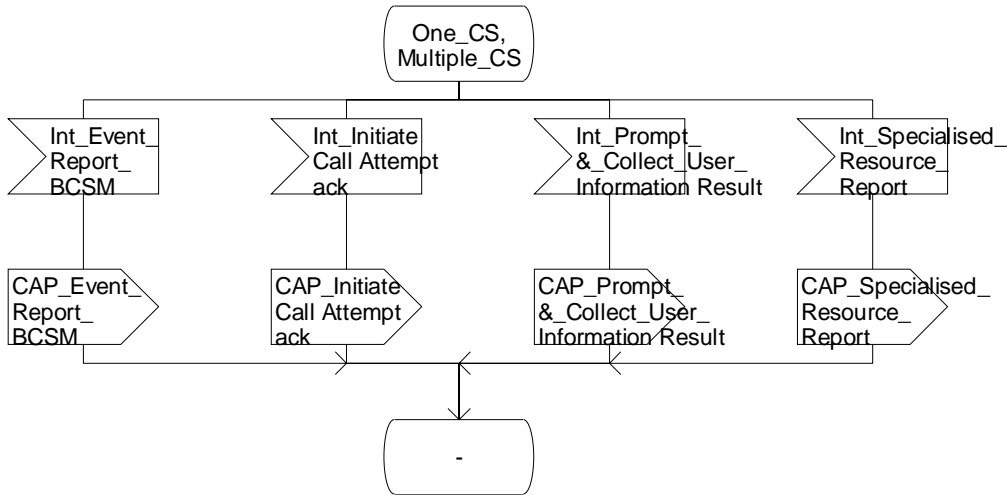 One_CS,
Multiple_CS
Int_Event_
Report_
BCSM
Int_Initiate
Call Attempt
ack
Int_Prompt_
&_Collect_User_
Information Result
Int_Specialised_
Resource_
Report
CAP_Event_
Report_
BCSM
CAP_Initiate
Call Attempt
ack
CAP_Prompt_
&_Collect_User_
Information Result
CAP_Specialised_
Resource_
Report
-